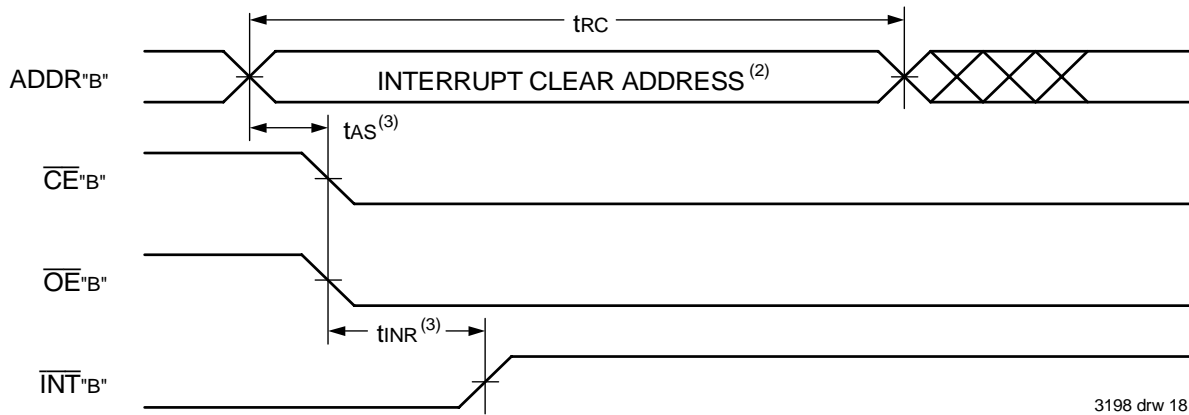 tRC
ADDR"B"
INTERRUPT CLEAR ADDRESS(2)
tAS(3)
CE"B"
OE"B"
tINR(3)
INT"B"
3198 drw 18